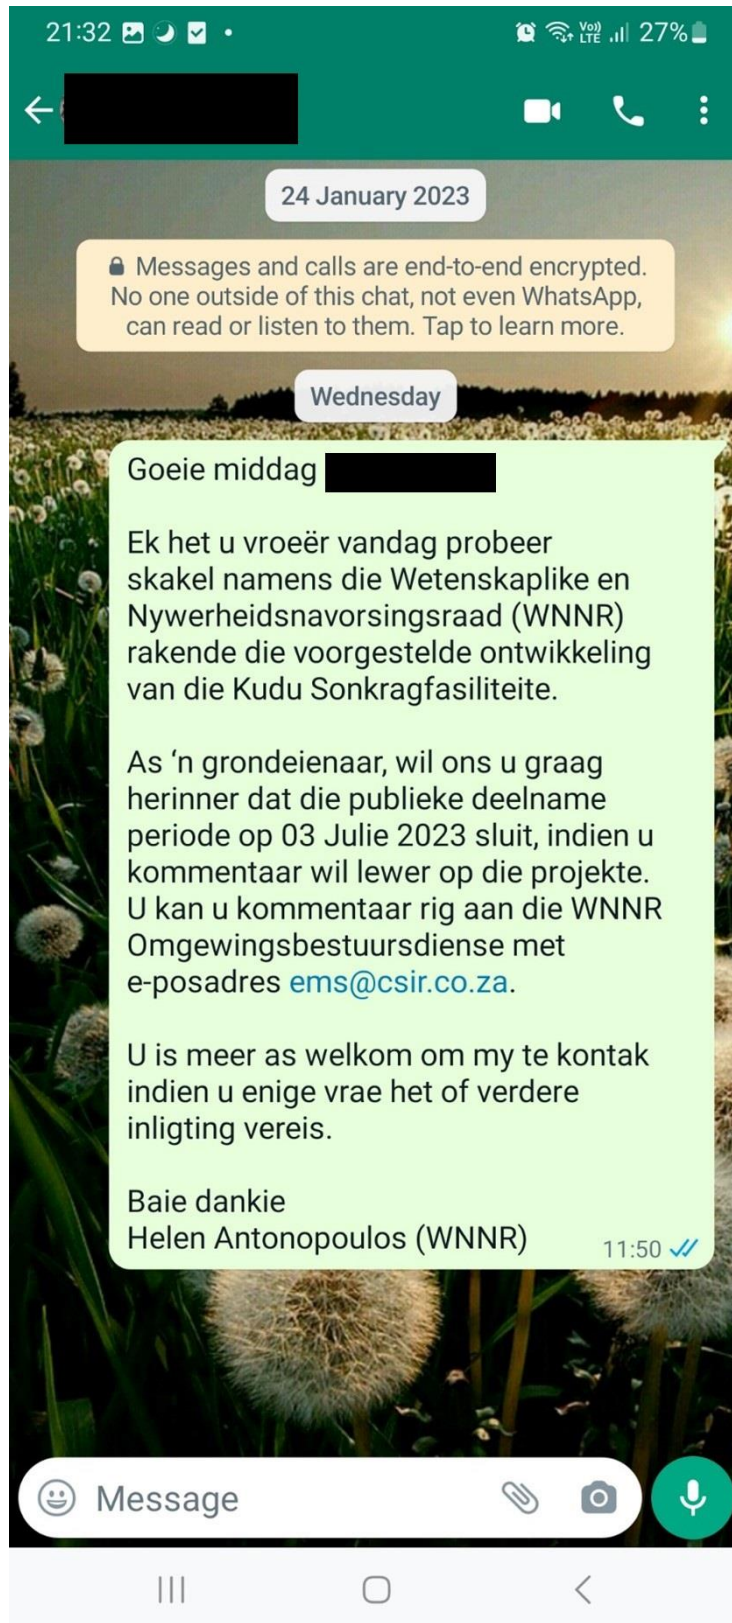 21:32
Vo))
LTE
27%
24 January 2023
Messages and calls are end-to-end encrypted.
No one outside of this chat, not even WhatsApp,
can read or listen to them. Tap to learn more.
Wednesday
Goeie middag
Ek het u vroeër vandag probeer
skakel namens die Wetenskaplike en
Nywerheidsnavorsingsraad (WNNR)
rakende die voorgestelde ontwikkeling
van die Kudu Sonkragfasiliteite.
As ‘n grondeienaar, wil ons u graag
herinner dat die publieke deelname
periode op 03 Julie 2023 sluit, indien u
kommentaar wil lewer op die projekte.
U kan u kommentaar rig aan die WNNR
Omgewingsbestuursdiense met
e-posadres ems@csir.co.za.
U is meer as welkom om my te kontak
indien u enige vrae het of verdere
inligting vereis.
Baie dankie
Helen Antonopoulos (WNNR)
11:50
Message